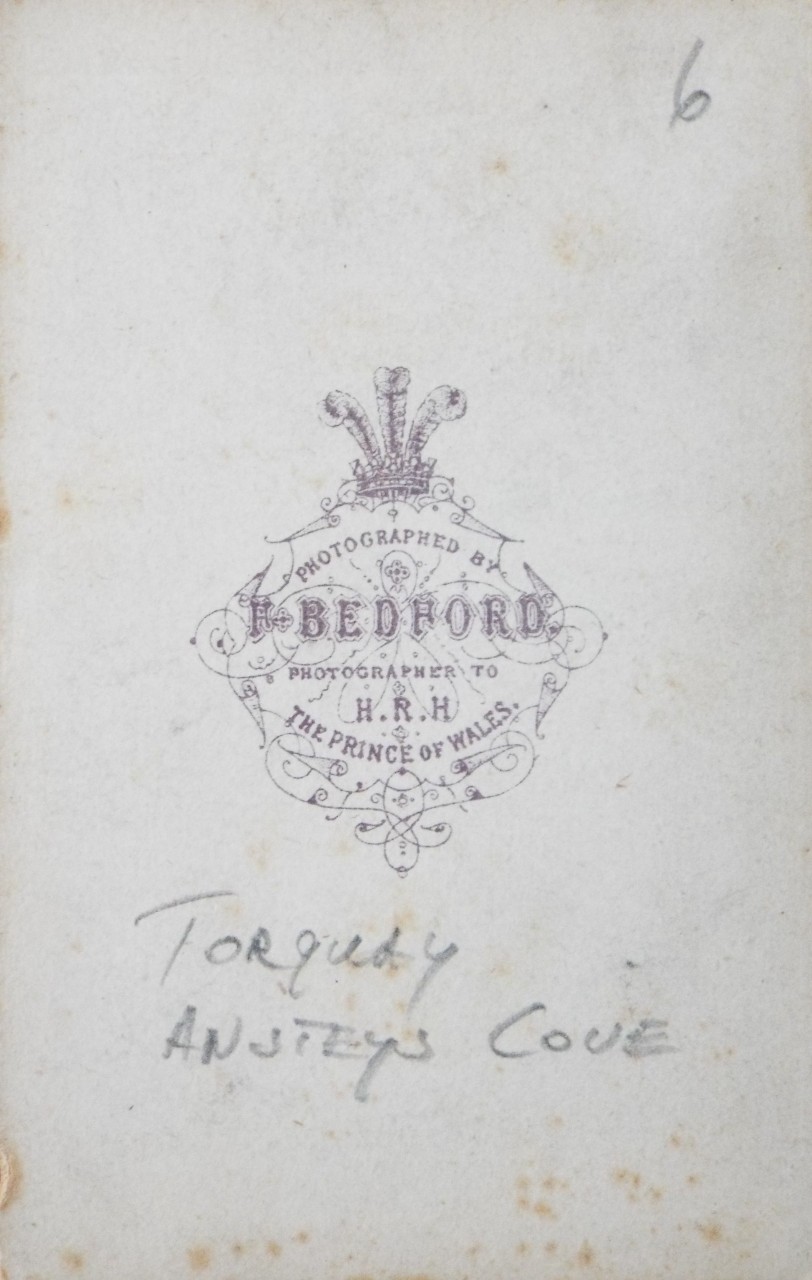 6
PHOTOGRAPHED BY
F. BEDFORD.
PHOTOGRAPHER TO
H.R.H
THE PRINCE OF WALES.
TORQUAY
ANSTEYS COVE